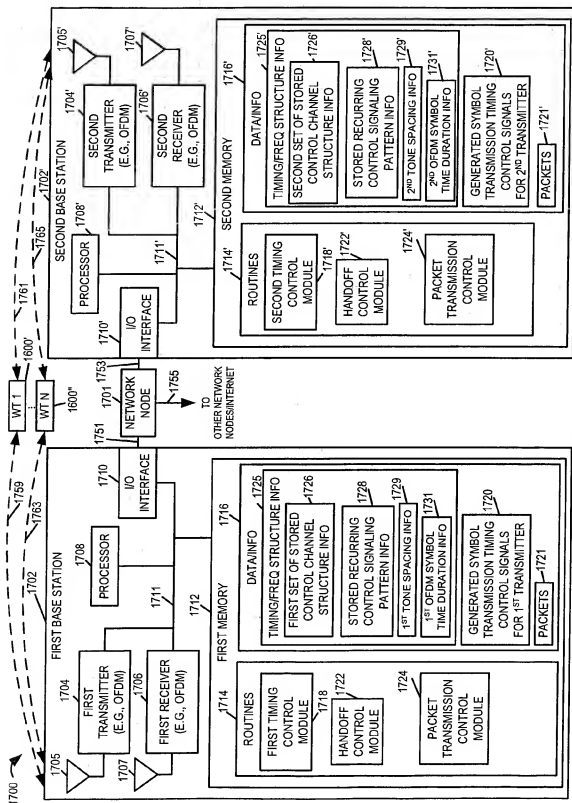 1700
1702
1759
1763
WT 1
WT N
1600'
1600"
1761
1765
1702'
FIRST BASE STATION
1705
1704
FIRST
TRANSMITTER
(E.G., OFDM)
1707
1706
FIRST RECEIVER
(E.G., OFDM)
1708
PROCESSOR
1711
1710
I/O
INTERFACE
1751
1701
NETWORK
NODE
1753
1755
TO
OTHER NETWORK
NODES/INTERNET
1712
FIRST MEMORY
1714
ROUTINES
FIRST TIMING
CONTROL
MODULE
1718
1722
HANDOFF
CONTROL
MODULE
1724
PACKET
TRANSMISSION
CONTROL
MODULE
1716
DATA/INFO
1725
TIMING/FREQ STRUCTURE INFO
1726
FIRST SET OF STORED
CONTROL CHANNEL
STRUCTURE INFO
1728
STORED RECURRING
CONTROL SIGNALING
PATTERN INFO
1729
1ST TONE SPACING INFO
1731
1ST OFDM SYMBOL
TIME DURATION INFO
1720
GENERATED SYMBOL
TRANSMISSION TIMING
CONTROL SIGNALS
FOR 1ST TRANSMITTER
1721
PACKETS
SECOND BASE STATION
1705'
1704'
SECOND
TRANSMITTER
(E.G., OFDM)
1707'
1706'
SECOND
RECEIVER
(E.G., OFDM)
1708'
PROCESSOR
1711'
1710'
I/O
INTERFACE
1712'
SECOND MEMORY
1714'
ROUTINES
SECOND TIMING
CONTROL
MODULE
1718'
1722'
HANDOFF
CONTROL
MODULE
1724'
PACKET
TRANSMISSION
CONTROL
MODULE
1716'
DATA/INFO
1725'
TIMING/FREQ STRUCTURE INFO
1726'
SECOND SET OF STORED
CONTROL CHANNEL
STRUCTURE INFO
1728'
STORED RECURRING
CONTROL SIGNALING
PATTERN INFO
1729'
2ND TONE SPACING INFO
1731'
2ND OFDM SYMBOL
TIME DURATION INFO
1720'
GENERATED SYMBOL
TRANSMISSION TIMING
CONTROL SIGNALS
FOR 2ND TRANSMITTER
1721'
PACKETS